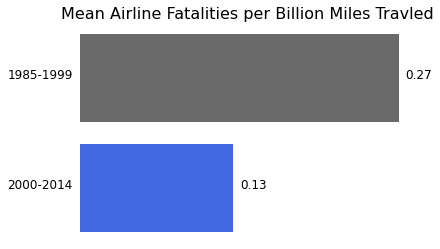 Mean Airline Fatalities per Billion Miles Travled
1985-1999
0.27
2000-2014
0.13